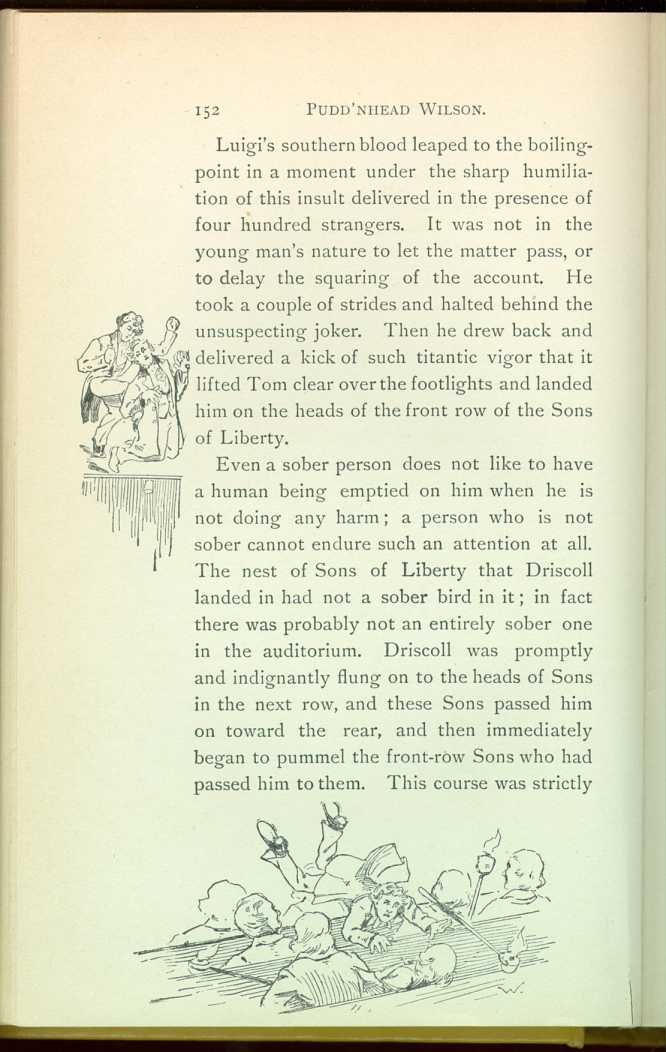 152 PUDD'NHEAD WILSON.
Luigi's southern blood leaped to the boiling-
point in a moment under the sharp humilia-
tion of this insult delivered in the presence of
four hundred strangers. It was not in the
young man's nature to let the matter pass, or
to delay the squaring of the account. He
took a couple of strides and halted behind the
unsuspecting joker. Then he drew back and
delivered a kick of such titantic vigor that it
lifted Tom clear over the footlights and landed
him on the heads of the front row of the Sons
of Liberty.
Even a sober person does not like to have
a human being emptied on him when he is
not doing any harm; a person who is not
sober cannot endure such an attention at all.
The nest of Sons of Liberty that Driscoll
landed in had not a sober bird in it; in fact
there was probably not an entirely sober one
in the auditorium. Driscoll was promptly
and indignantly flung on to the heads of Sons
in the next row, and these Sons passed him
on toward the rear, and then immediately
began to pummel the front-row Sons who had
passed him to them. This course was strictly
W.